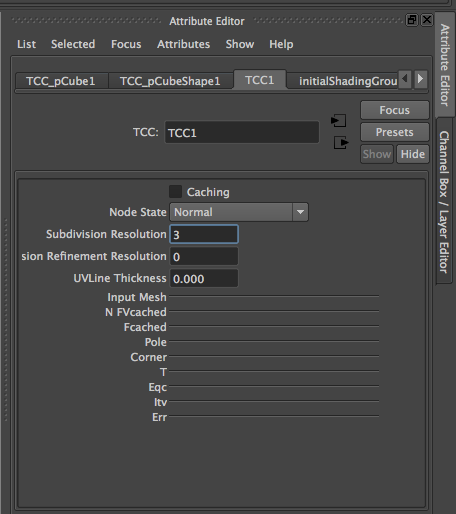 Attribute Editor
List Selected Focus Attributes Show Help
TCC_pCube1 TCC_pCubeShape1 TCC1 initialShadingGrou
Focus
TCC: TCC1
Presets
Show Hide
Caching
Node State Normal
Subdivision Resolution 3
sion Refinement Resolution 0
UVLine Thickness 0.000
Input Mesh
N FVcached
Fcached
Pole
Corner
T
Eqc
Itv
Err
Attribute Editor
Channel Box / Layer Editor